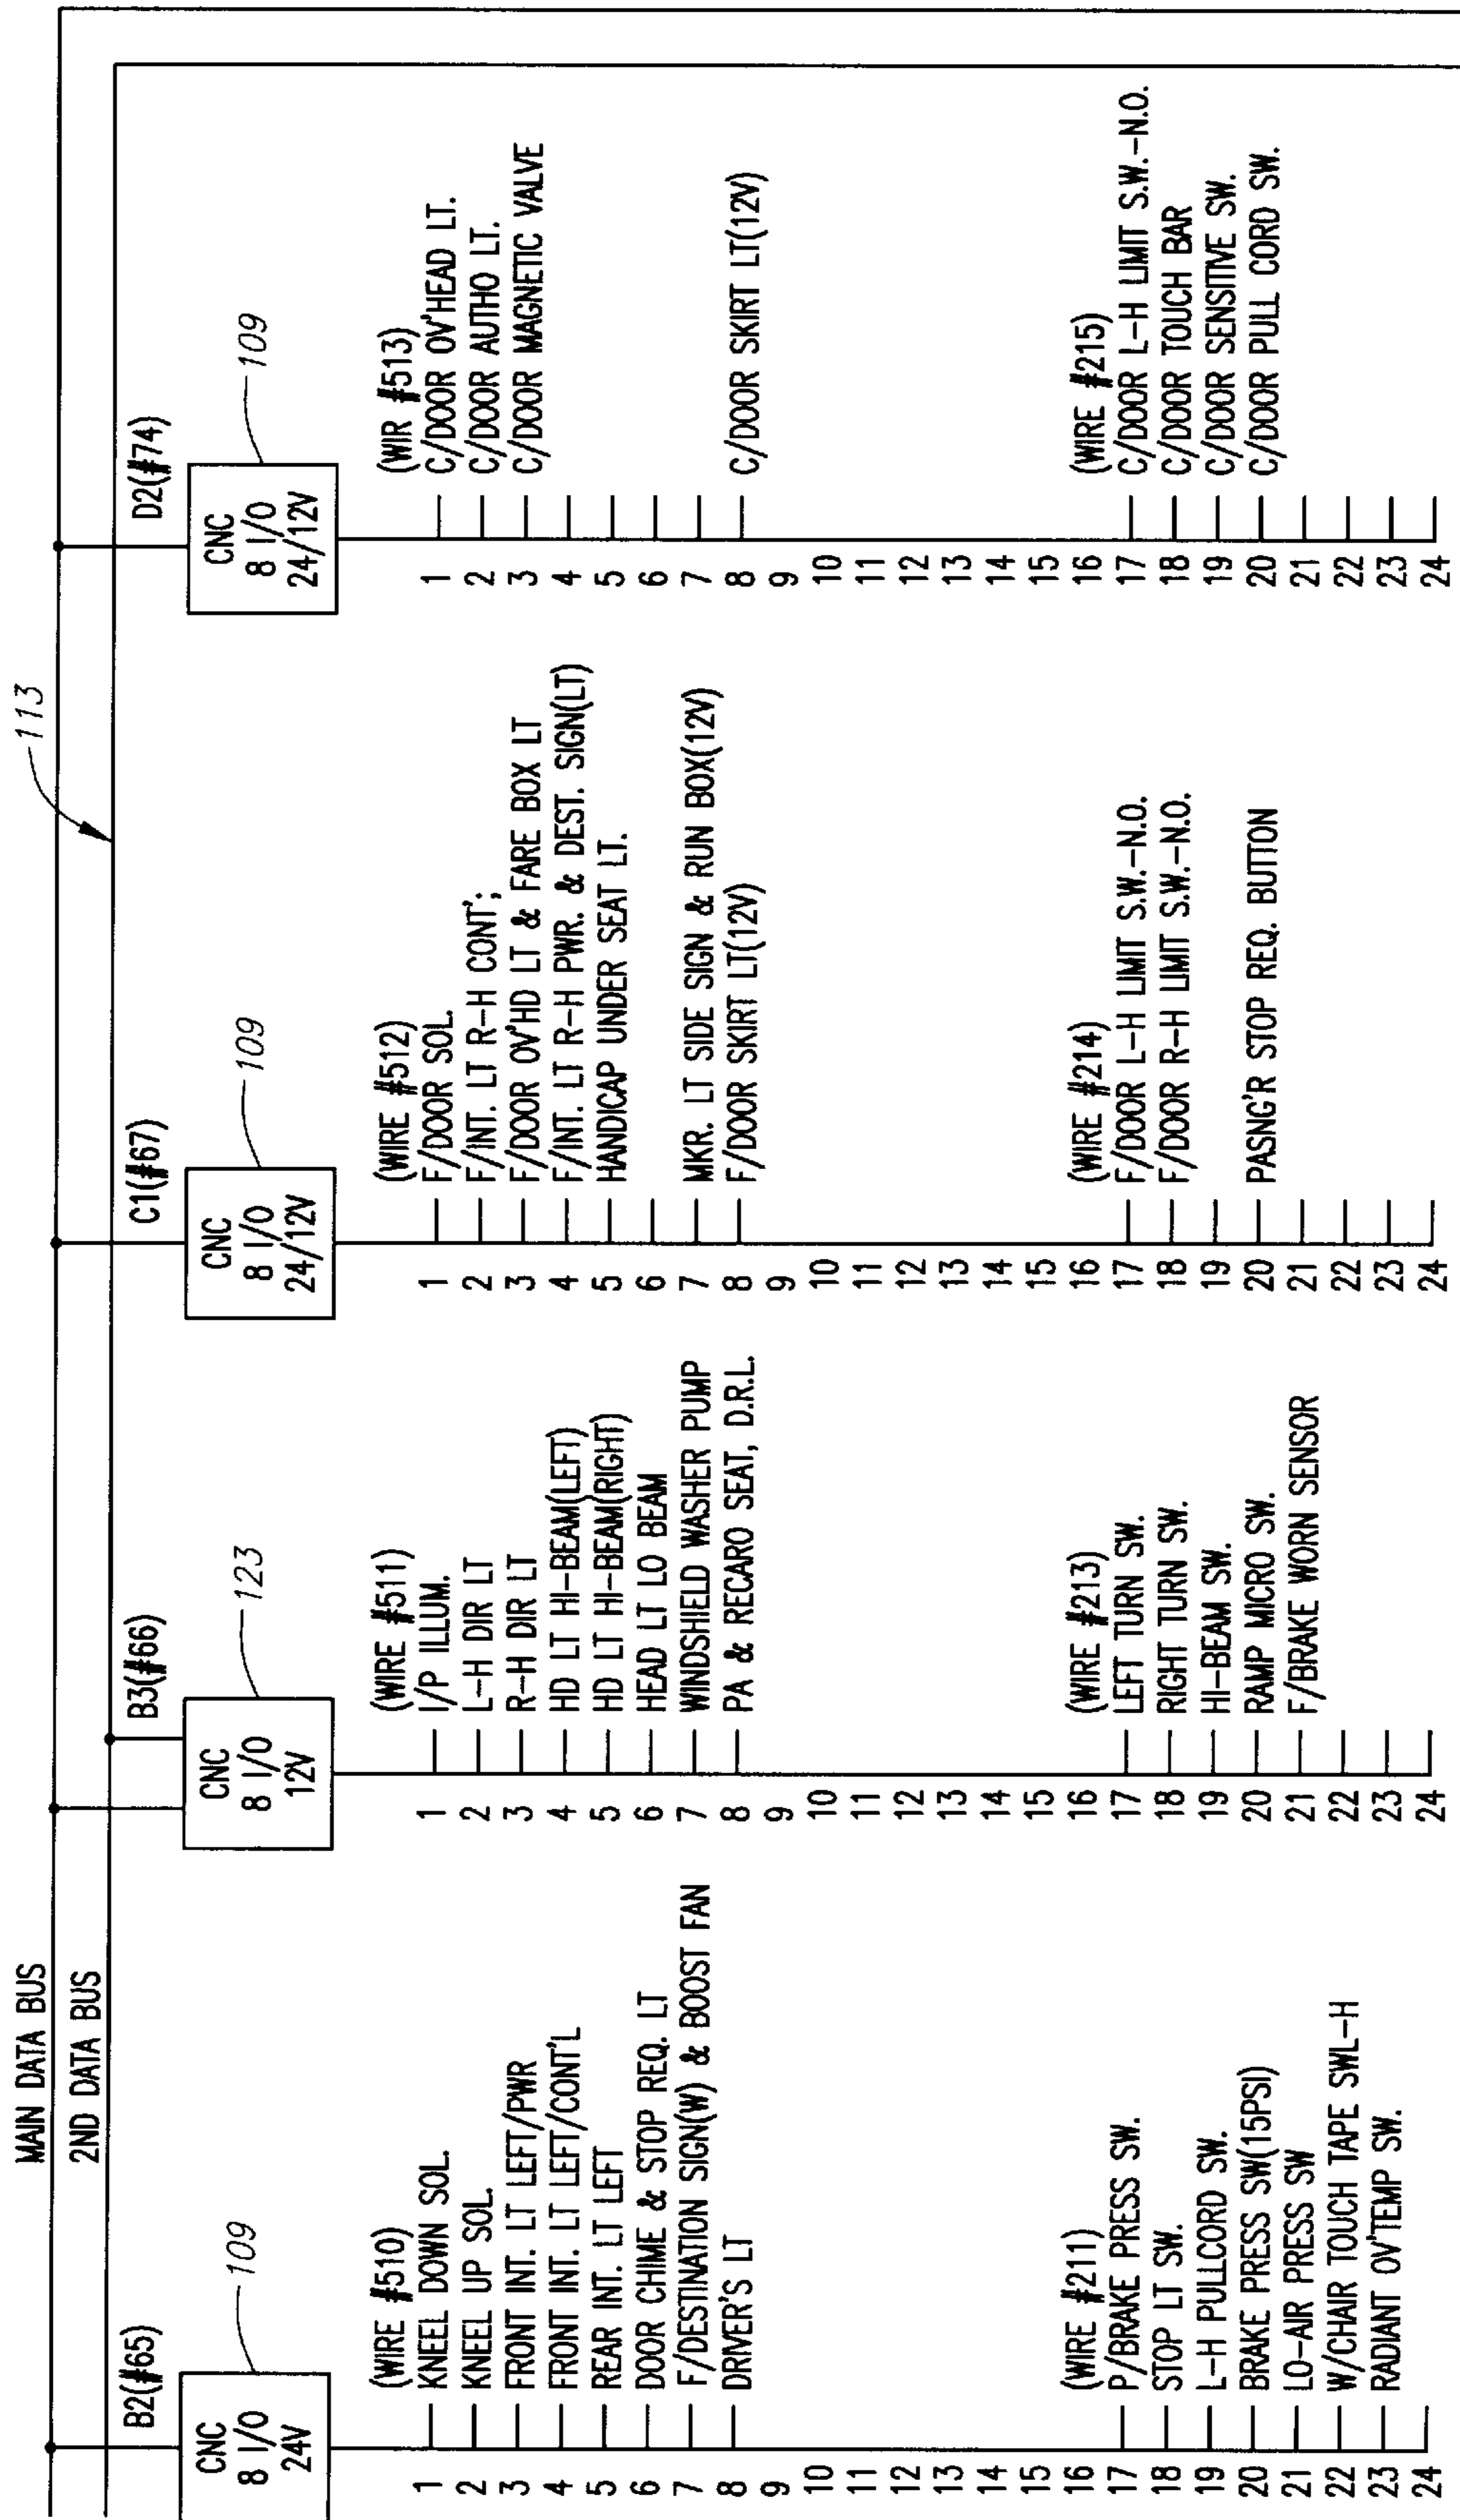 MAIN DATA BUS
2ND DATA BUS
113
B2(#65)
CNC
8 I/O
24V
109
(WIRE #510)
1 KNEEL DOWN SOL.
2 KNEEL UP SOL.
3 FRONT INT. LT LEFT/PWR
4 FRONT INT. LT LEFT/CONT'L
5 REAR INT. LT LEFT
6 DOOR CHIME & STOP REQ. LT
7 F/DESTINATION SIGN(W) & BOOST FAN
8 DRIVER'S LT
9
10
11
12
13
14
15
16 (WIRE #211)
17 P/BRAKE PRESS SW.
18 STOP LT SW.
19 L-H PULLCORD SW.
20 BRAKE PRESS SW(15PSI)
21 LO-AIR PRESS SW
22 W/CHAIR TOUCH TAPE SWL-H
23 RADIANT OV'TEMP SW.
24
B3(#66)
CNC
8 I/O
12V
123
(WIRE #511)
1 I/P ILLUM.
2 L-H DIR LT
3 R-H DIR LT
4 HD LT HI-BEAM(LEFT)
5 HD LT HI-BEAM(RIGHT)
6 HEAD LT LO BEAM
7 WINDSHIELD WASHER PUMP
8 PA & RECARO SEAT, D.R.L.
9
10
11
12
13
14
15
16 (WIRE #213)
17 LEFT TURN SW.
18 RIGHT TURN SW.
19 HI-BEAM SW.
20 RAMP MICRO SW.
21 F/BRAKE WORN SENSOR
22
23
24
C1(#67)
CNC
8 I/O
24/12V
109
(WIRE #512)
1 F/DOOR SOL.
2 F/INT. LT R-H CONT';
3 F/DOOR OV'HD LT & FARE BOX LT
4 F/INT. LT R-H PWR. & DEST. SIGN(LT)
5 HANDICAP UNDER SEAT LT.
6
7 MKR. LT SIDE SIGN & RUN BOX(12V)
8 F/DOOR SKIRT LT(12V)
9
10
11
12
13
14
15
16 (WIRE #214)
17 F/DOOR L-H LIMIT S.W.-N.O.
18 F/DOOR R-H LIMIT S.W.-N.O.
19
20 PASNG'R STOP REQ. BUTTON
21
22
23
24
D2(#74)
CNC
8 I/O
24/12V
109
(WIR #513)
1 C/DOOR OV'HEAD LT.
2 C/DOOR AUTHO LT.
3 C/DOOR MAGNETIC VALVE
4
5
6
7
8 C/DOOR SKIRT LT(12V)
9
10
11
12
13
14
15
16 (WIRE #215)
17 C/DOOR L-H LIMIT S.W.-N.O.
18 C/DOOR TOUCH BAR
19 C/DOOR SENSITIVE SW.
20 C/DOOR PULL CORD SW.
21
22
23
24